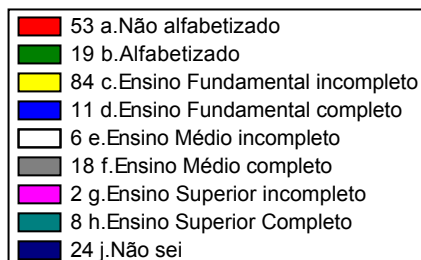 53 a.Não alfabetizado
19 b.Alfabetizado
84 c.Ensino Fundamental incompleto
11 d.Ensino Fundamental completo
6 e.Ensino Médio incompleto
18 f.Ensino Médio completo
2 g.Ensino Superior incompleto
8 h.Ensino Superior Completo
24 j.Não sei